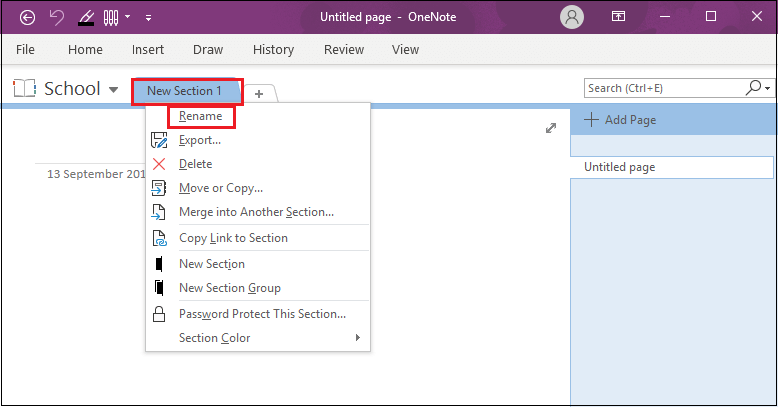 Untitled page - OneNote
File Home Insert Draw History Review View
School New Section 1 + Search (Ctrl+E)
Rename
Add Page
Export...
Delete
13 September 201
Untitled page
Move or Copy...
Merge into Another Section...
Copy Link to Section
New Section
New Section Group
Password Protect This Section...
Section Color